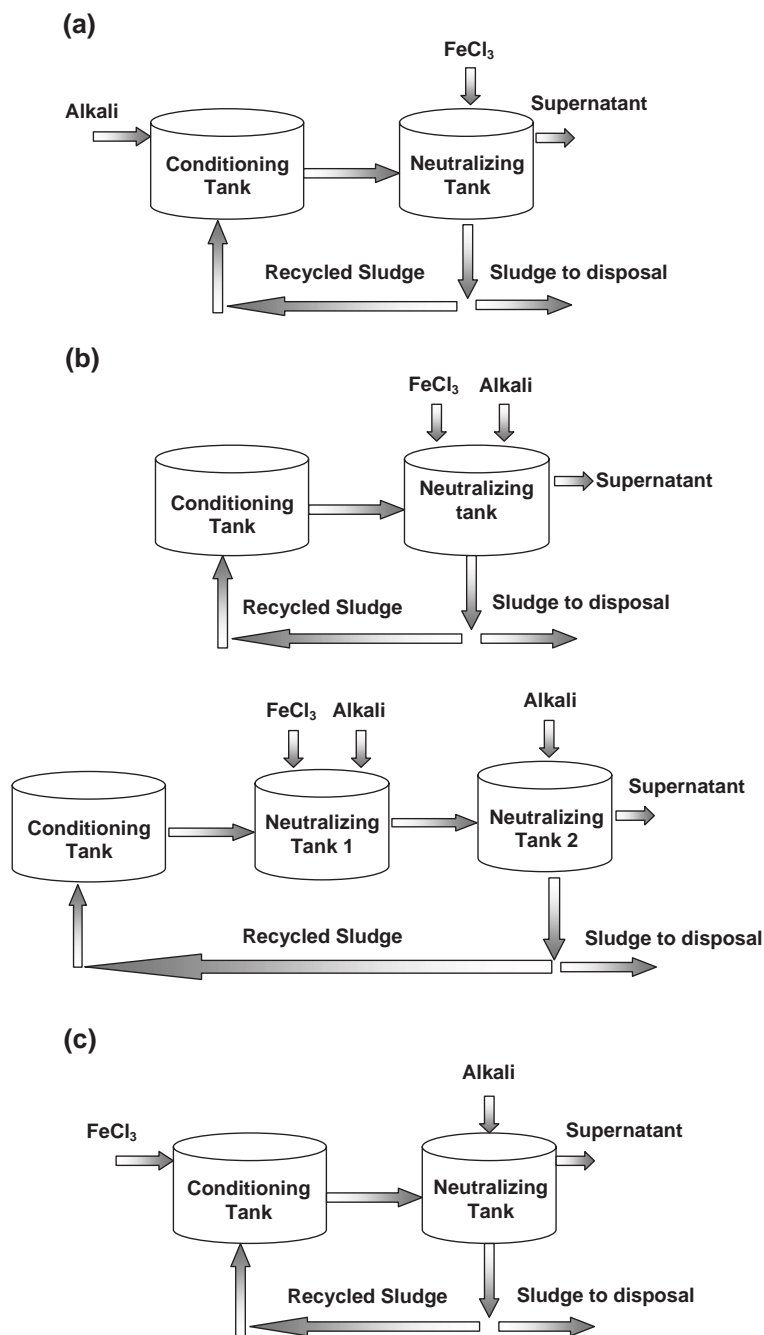 (a)
FeCl₃
Alkali
Supernatant
Conditioning
Tank
Neutralizing
Tank
Recycled Sludge
Sludge to disposal
(b)
FeCl₃
Alkali
Conditioning
Tank
Neutralizing
tank
Supernatant
Recycled Sludge
Sludge to disposal
FeCl₃
Alkali
Alkali
Conditioning
Tank
Neutralizing
Tank 1
Neutralizing
Tank 2
Supernatant
Recycled Sludge
Sludge to disposal
(c)
Alkali
FeCl₃
Supernatant
Conditioning
Tank
Neutralizing
Tank
Recycled Sludge
Sludge to disposal